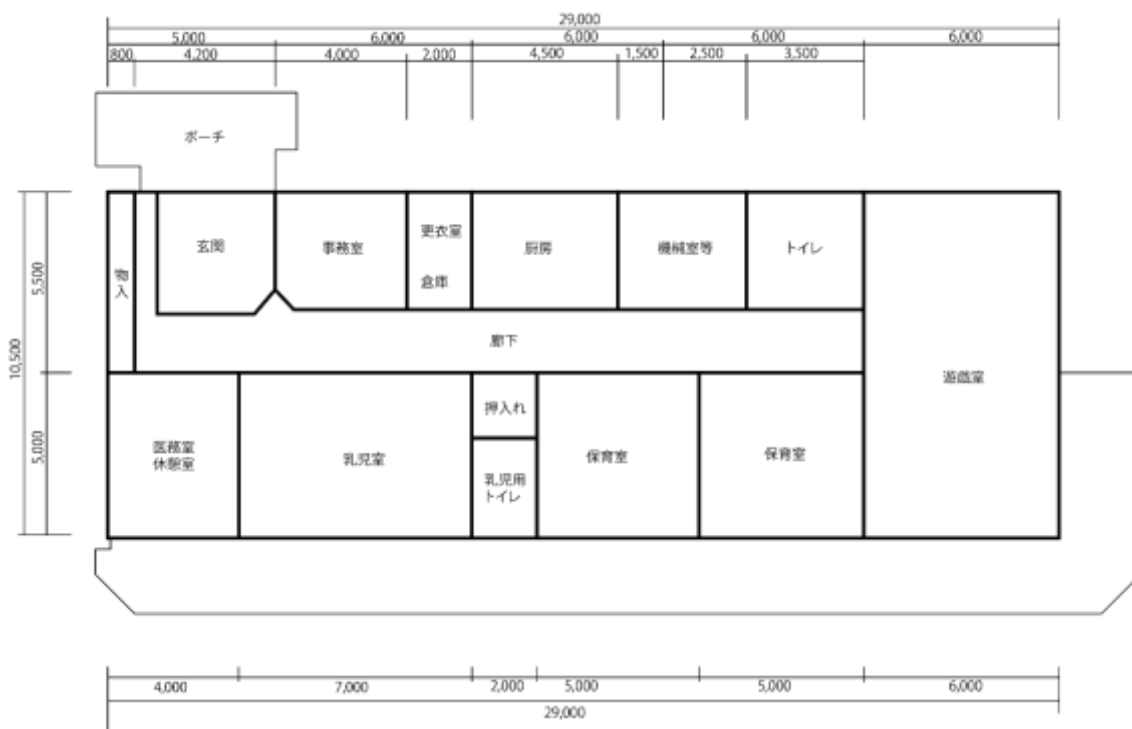 29,000
5,000 6,000 6,000 6,000 6,000
800 4,200 4,000 2,000 4,500 1,500 2,500 3,500
ポーチ
玄関 事務室 更衣室 厨房 機械室等 トイレ
倉庫
物
入
5,500
廊下
10,500
遊戯室
5,000
医務室
休憩室
乳児室
押入れ
乳児用
トイレ
保育室
保育室
4,000 7,000 2,000 5,000 5,000 6,000
29,000